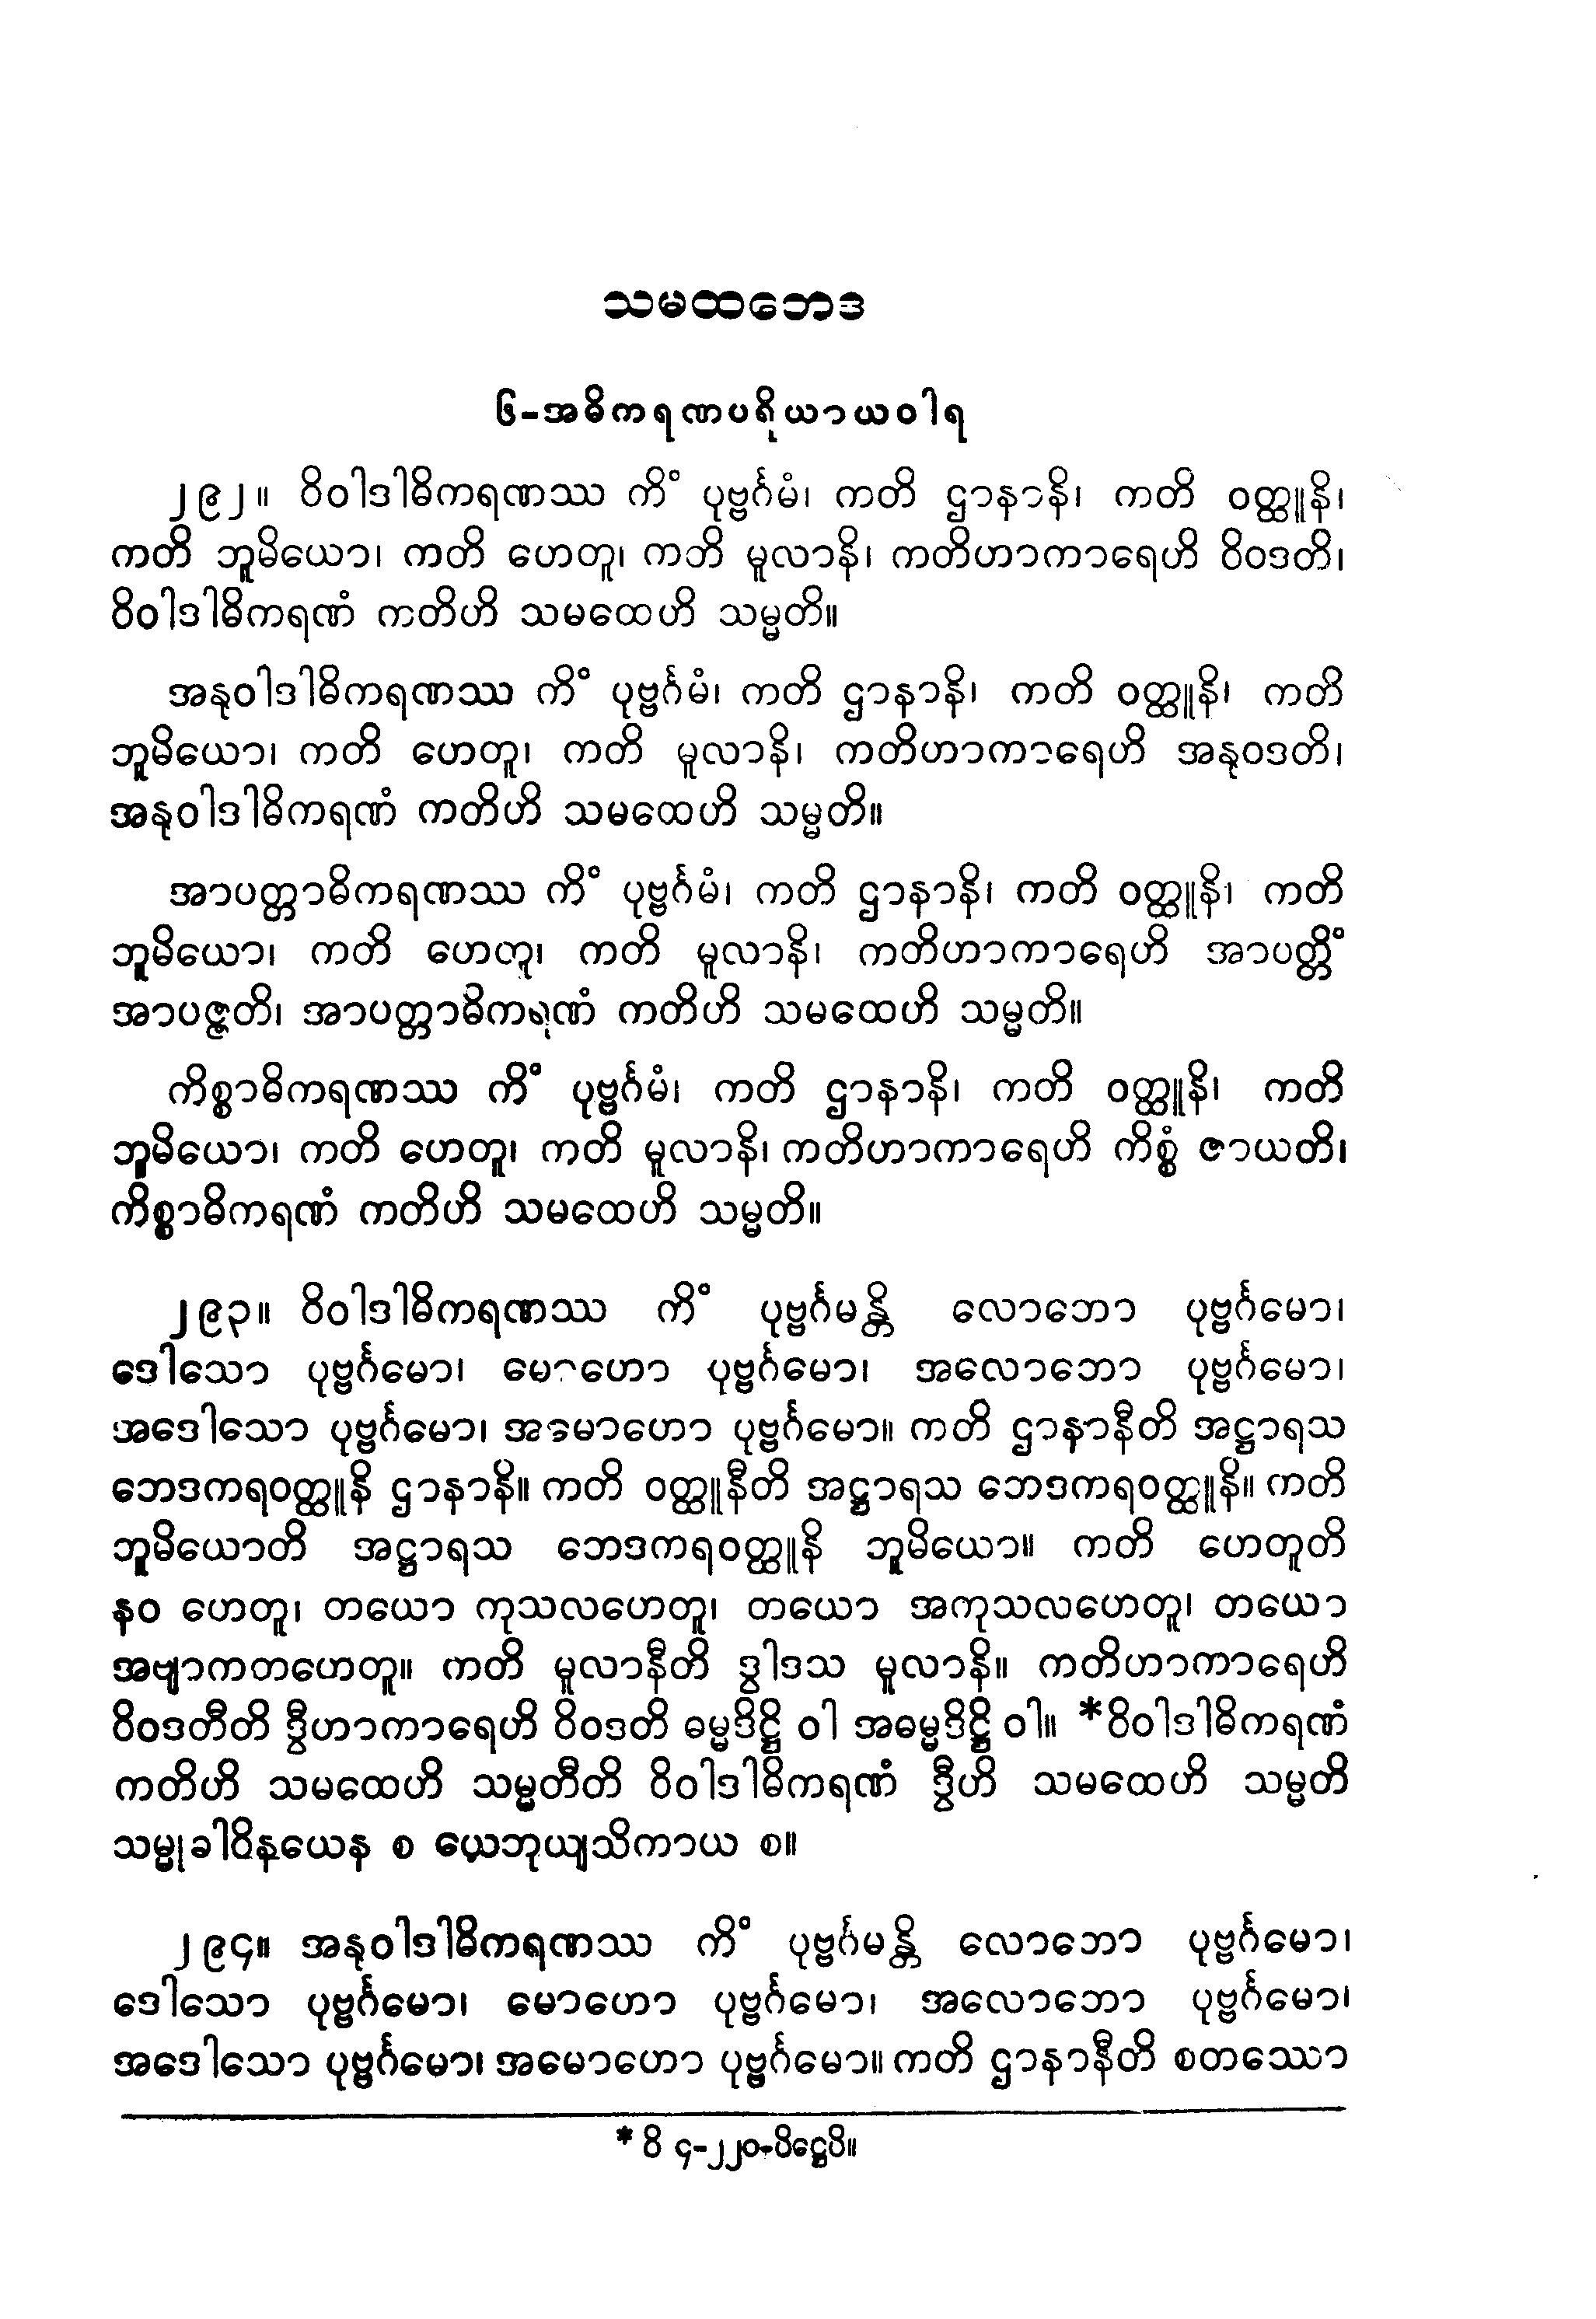 သမထဘေဒ
၆-အဓိကရဏပရိယာယဝါရ
၂၉၂။ ဝိဝါဒါဓိကရဏဿ ကိံ ပုဗ္ဗင်္ဂမံ၊ ကတိ ဌာနာနိ၊ ကတိ ဝတ္ထူနိ၊
ကတိ ဘူမိယော၊ ကတိ ဟေတူ၊ ကတိ မူလာနိ၊ ကတိဟာကာရေဟိ ဝိဝဒတိ၊
ဝိဝါဒါဓိကရဏံ ကတိဟိ သမထေဟိ သမ္မတိ။
အနုဝါဒါဓိကရဏဿ ကိံ ပုဗ္ဗင်္ဂမံ၊ ကတိ ဌာနာနိ၊ ကတိ ဝတ္ထူနိ၊ ကတိ
ဘူမိယော၊ ကတိ ဟေတူ၊ ကတိ မူလာနိ၊ ကတိဟာကာရေဟိ အနုဝဒတိ၊
အနုဝါဒါဓိကရဏံ ကတိဟိ သမထေဟိ သမ္မတိ။
အာပတ္တာဓိကရဏဿ ကိံ ပုဗ္ဗင်္ဂမံ၊ ကတိ ဌာနာနိ၊ ကတိ ဝတ္ထူနိ၊ ကတိ
ဘူမိယော၊ ကတိ ဟေတူ၊ ကတိ မူလာနိ၊ ကတိဟာကာရေဟိ အာပတ္တိံ
အာပဇ္ဇတိ၊ အာပတ္တာဓိကရဏံ ကတိဟိ သမထေဟိ သမ္မတိ။
ကိစ္စာဓိကရဏဿ ကိံ ပုဗ္ဗင်္ဂမံ၊ ကတိ ဌာနာနိ၊ ကတိ ဝတ္ထူနိ၊ ကတိ
ဘူမိယော၊ ကတိ ဟေတူ၊ ကတိ မူလာနိ၊ ကတိဟာကာရေဟိ ကိစ္စံ ဇာယတိ၊
ကိစ္စာဓိကရဏံ ကတိဟိ သမထေဟိ သမ္မတိ။
၂၉၃။ ဝိဝါဒါဓိကရဏဿ ကိံ ပုဗ္ဗင်္ဂမန္တိ လောဘော ပုဗ္ဗင်္ဂမော၊
ဒေါသော ပုဗ္ဗင်္ဂမော၊ မောဟော ပုဗ္ဗင်္ဂမော၊ အလောဘော ပုဗ္ဗင်္ဂမော၊
အဒေါသော ပုဗ္ဗင်္ဂမော၊ အမောဟော ပုဗ္ဗင်္ဂမော။ ကတိ ဌာနာနီတိ အဋ္ဌာရသ
ဘေဒကရဝတ္ထူနိ ဌာနာနိ။ ကတိ ဝတ္ထူနီတိ အဋ္ဌာရသ ဘေဒကရဝတ္ထူနိ။ ကတိ
ဘူမိယောတိ အဋ္ဌာရသ ဘေဒကရဝတ္ထူနိ ဘူမိယော။ ကတိ ဟေတူတိ
နဝ ဟေတူ၊ တယော ကုသလဟေတူ၊ တယော အကုသလဟေတူ၊ တယော
အဗျာကတဟေတူ။ ကတိ မူလာနီတိ ဒွါဒသ မူလာနိ။ ကတိဟာကာရေဟိ
ဝိဝဒတီတိ ဒွီဟာကာရေဟိ ဝိဝဒတိ ဓမ္မဒိဋ္ဌိ ဝါ အဓမ္မဒိဋ္ဌိ ဝါ။ *ဝိဝါဒါဓိကရဏံ
ကတိဟိ သမထေဟိ သမ္မတီတိ ဝိဝါဒါဓိကရဏံ ဒွီဟိ သမထေဟိ သမ္မတိ
သမ္မုခါဝိနယေန စ ယေဘုယျသိကာယ စ။
၂၉၄။ အနုဝါဒါဓိကရဏဿ ကိံ ပုဗ္ဗင်္ဂမန္တိ လောဘော ပုဗ္ဗင်္ဂမော၊
ဒေါသော ပုဗ္ဗင်္ဂမော၊ မောဟော ပုဗ္ဗင်္ဂမော၊ အလောဘော ပုဗ္ဗင်္ဂမော၊
အဒေါသော ပုဗ္ဗင်္ဂမော၊ အမောဟော ပုဗ္ဗင်္ဂမော။ ကတိ ဌာနာနီတိ စတဿော
* ဝိ ၄-၂၂၀-ပိဋ္ဌေပိ။